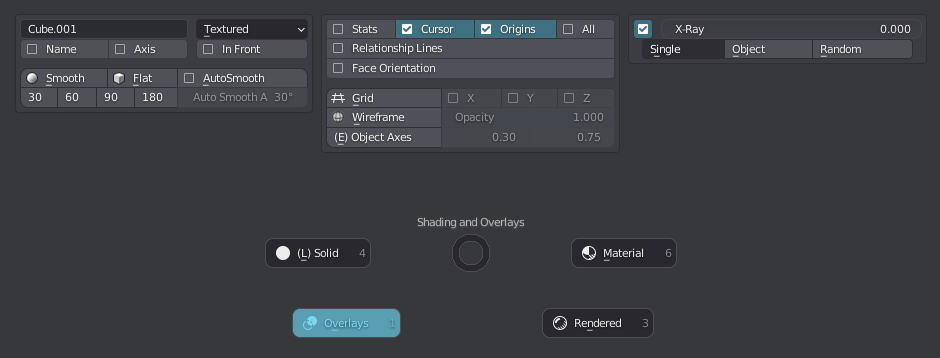 Cube.001 Textured
Name Axis In Front
Smooth Flat AutoSmooth
30 60 90 180 Auto Smooth A 30°
Stats Cursor Origins All
Relationship Lines
Face Orientation
Grid X Y Z
Wireframe Opacity 1.000
(E) Object Axes 0.30 0.75
X-Ray 0.000
Single Object Random
Shading and Overlays
(L) Solid 4
Material 6
Overlays 1
Rendered 3